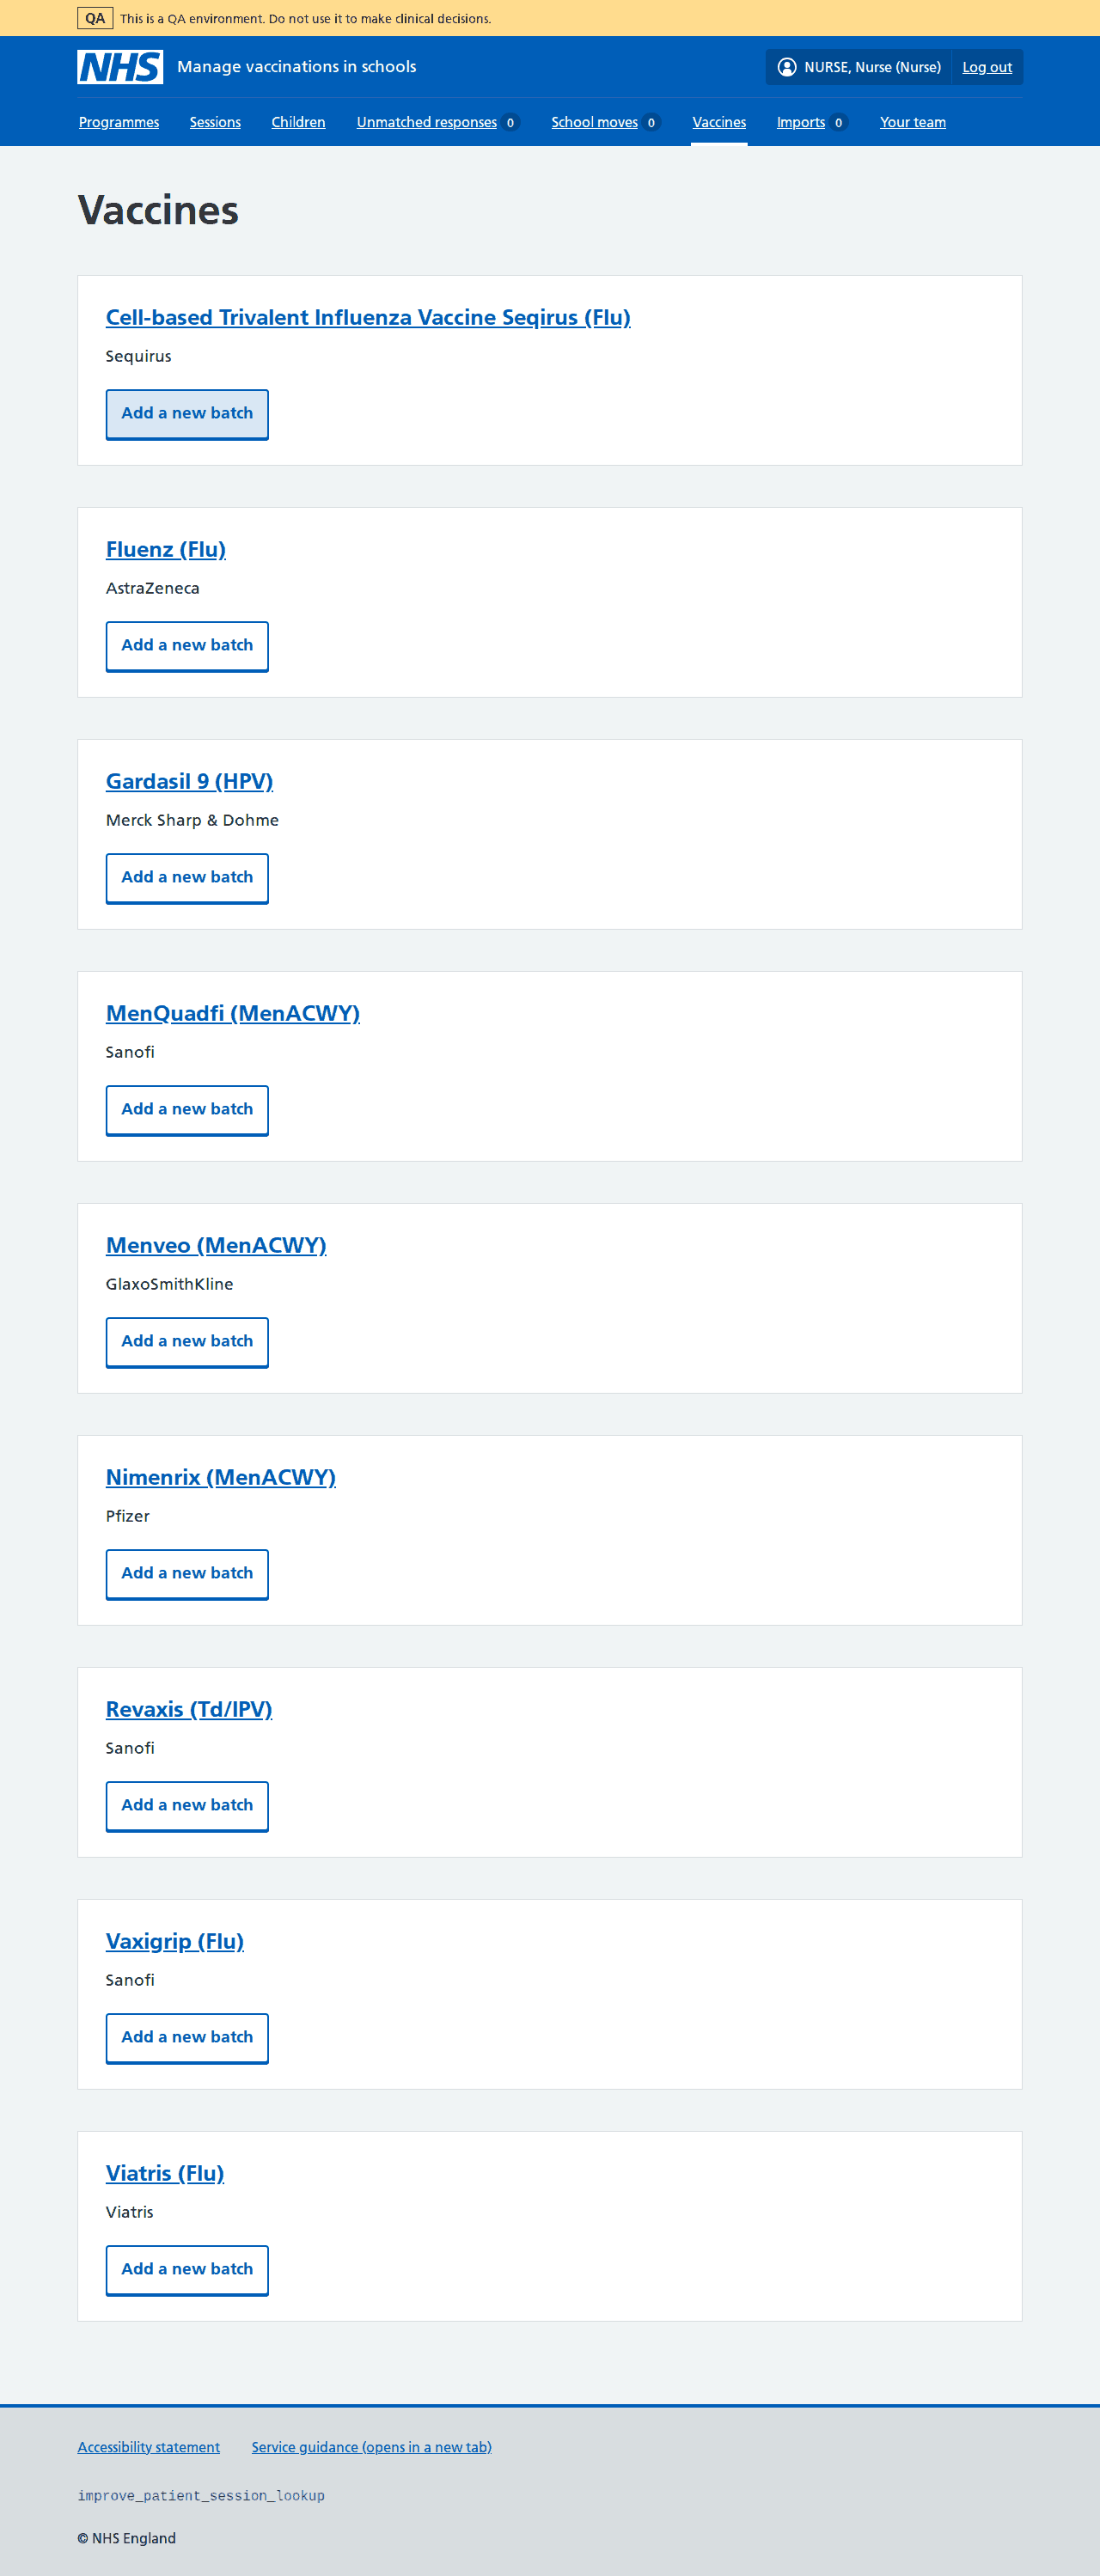 QA This is a QA environment. Do not use it to make clinical decisions.
NHS Manage vaccinations in schools NURSE, Nurse (Nurse) Log out
Programmes Sessions Children Unmatched responses 0 School moves 0 Vaccines Imports 0 Your team
Vaccines
Cell-based Trivalent Influenza Vaccine Seqirus (Flu)
Sequirus
Add a new batch
Fluenz (Flu)
AstraZeneca
Add a new batch
Gardasil 9 (HPV)
Merck Sharp & Dohme
Add a new batch
MenQuadfi (MenACWY)
Sanofi
Add a new batch
Menveo (MenACWY)
GlaxoSmithKline
Add a new batch
Nimenrix (MenACWY)
Pfizer
Add a new batch
Revaxis (Td/IPV)
Sanofi
Add a new batch
Vaxigrip (Flu)
Sanofi
Add a new batch
Viatris (Flu)
Viatris
Add a new batch
Accessibility statement Service guidance (opens in a new tab)
improve_patient_session_lookup
© NHS England